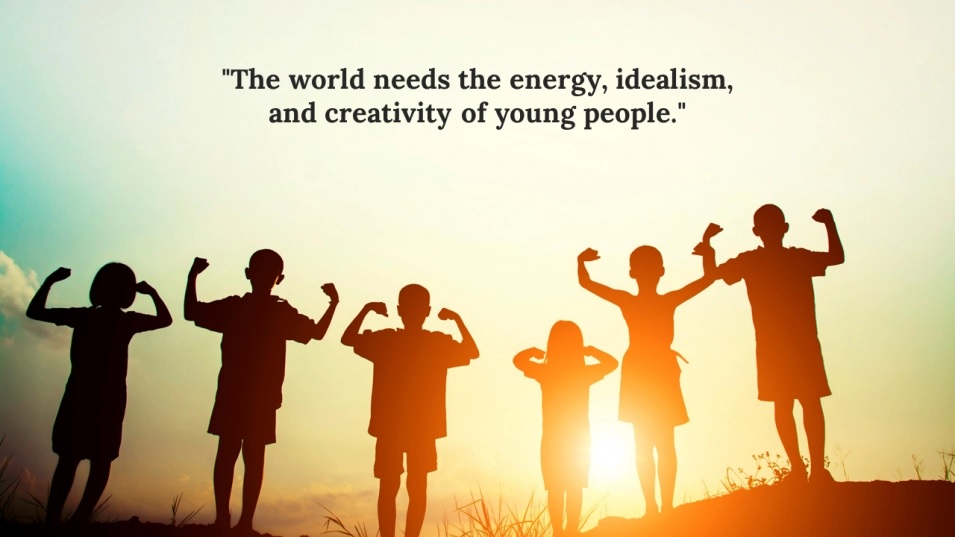 "The world needs the energy, idealism,
and creativity of young people."